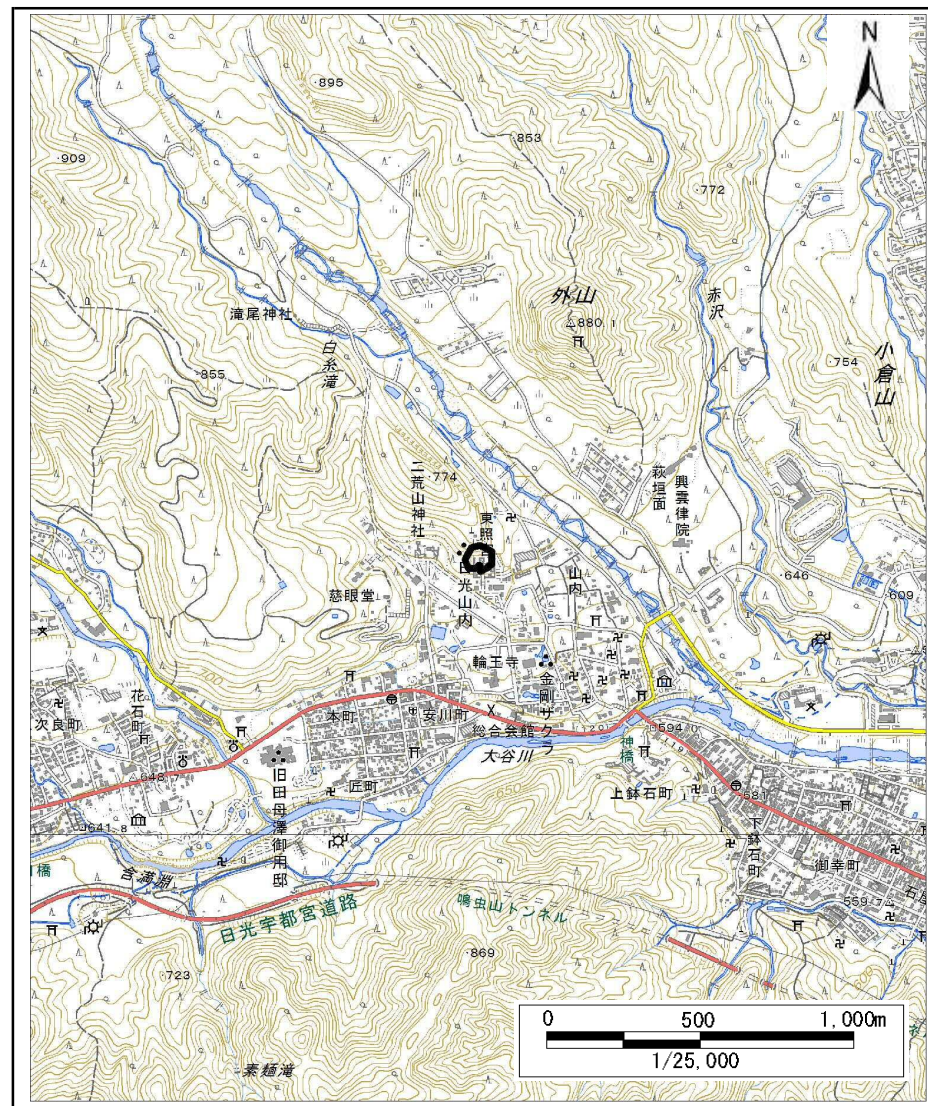 N
・895
・853
・909
・772
750
外山
△880.1
赤沢
滝尾神社
白糸滝
・855
・754
小倉山
・774
二荒山神社
東照
日光山内
萩垣面
興雲律院
・646
609
山内
慈眼堂
輪王寺
金剛ザクラ
花石町
次良町
本町
安川町
総合会館
大谷川
神橋
594.0
648.7
匠町
旧田母澤御用邸
650
上鉢石町
・581
641.8
下鉢石町
御幸町
橋
含満淵
日光宇都宮道路
鳴虫山トンネル
559.7
・723
・869
素麺滝
0 500 1,000m
1/25,000